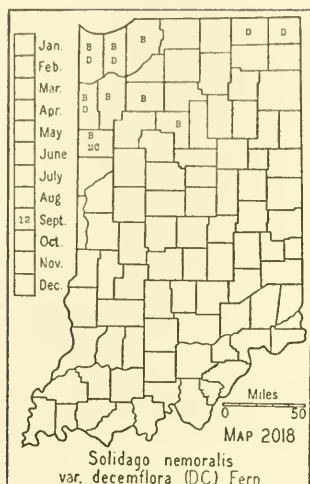 Jan.
Feb.
Mar.
Apr.
May
June
July
Aug
12 Sept.
Oct.
Nov.
Dec.
B B B D D
D D
B B B
D
B B
UC
Miles
0 50
MAP 2018
Solidago nemoralis
var. decemflora (DC) Fern